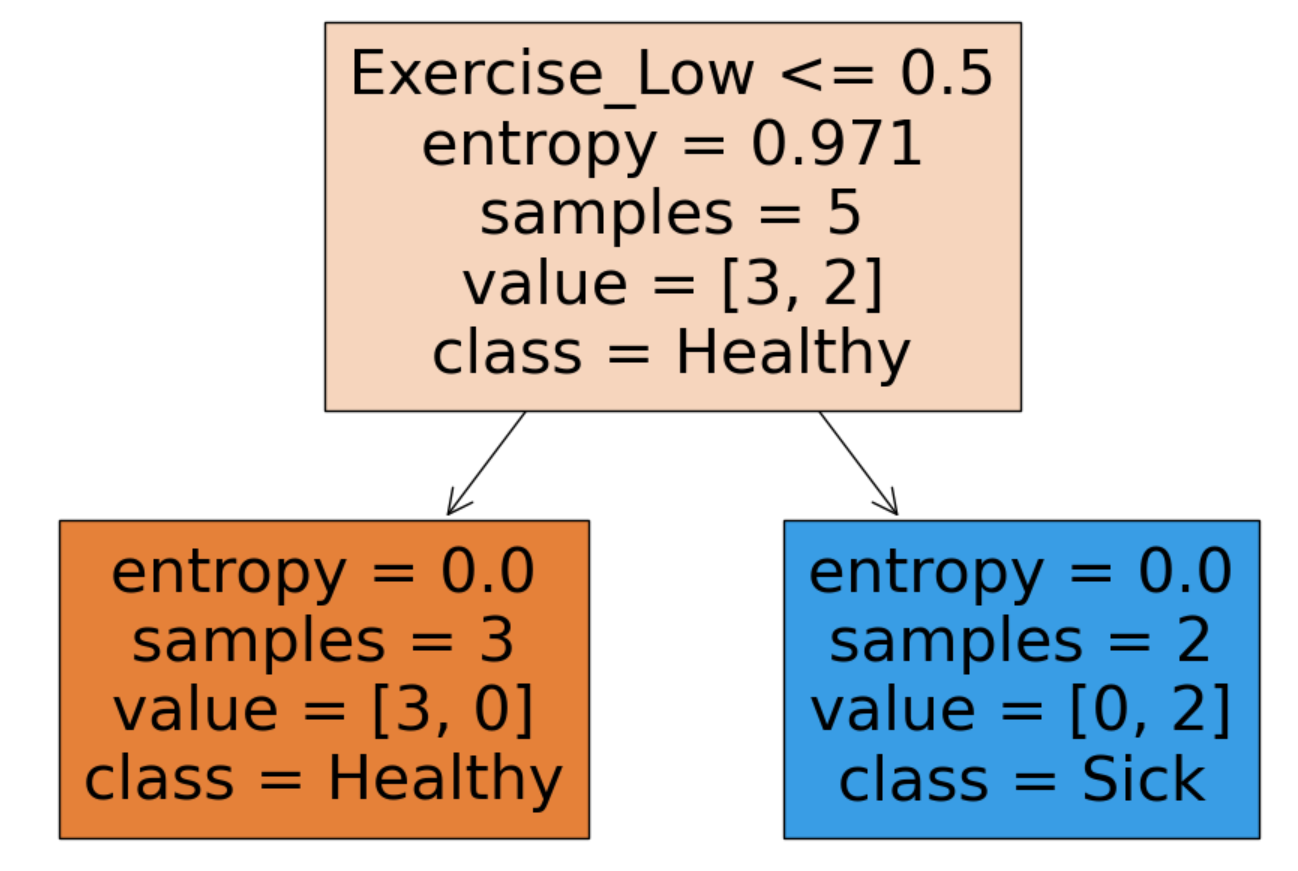 Exercise_Low <= 0.5
entropy = 0.971
samples = 5
value = [3, 2]
class = Healthy
entropy = 0.0
samples = 3
value = [3, 0]
class = Healthy
entropy = 0.0
samples = 2
value = [0, 2]
class = Sick